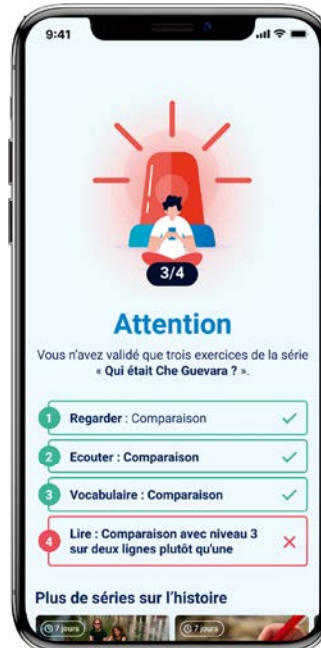 9:41
3/4
Attention
Vous n'avez validé que trois exercices de la série
« Qui était Che Guevara ? ».
1 Regarder : Comparaison
2 Ecouter : Comparaison
3 Vocabulaire : Comparaison
4 Lire : Comparaison avec niveau 3
sur deux lignes plutôt qu'une
Plus de séries sur l'histoire
7 jours 7 jours